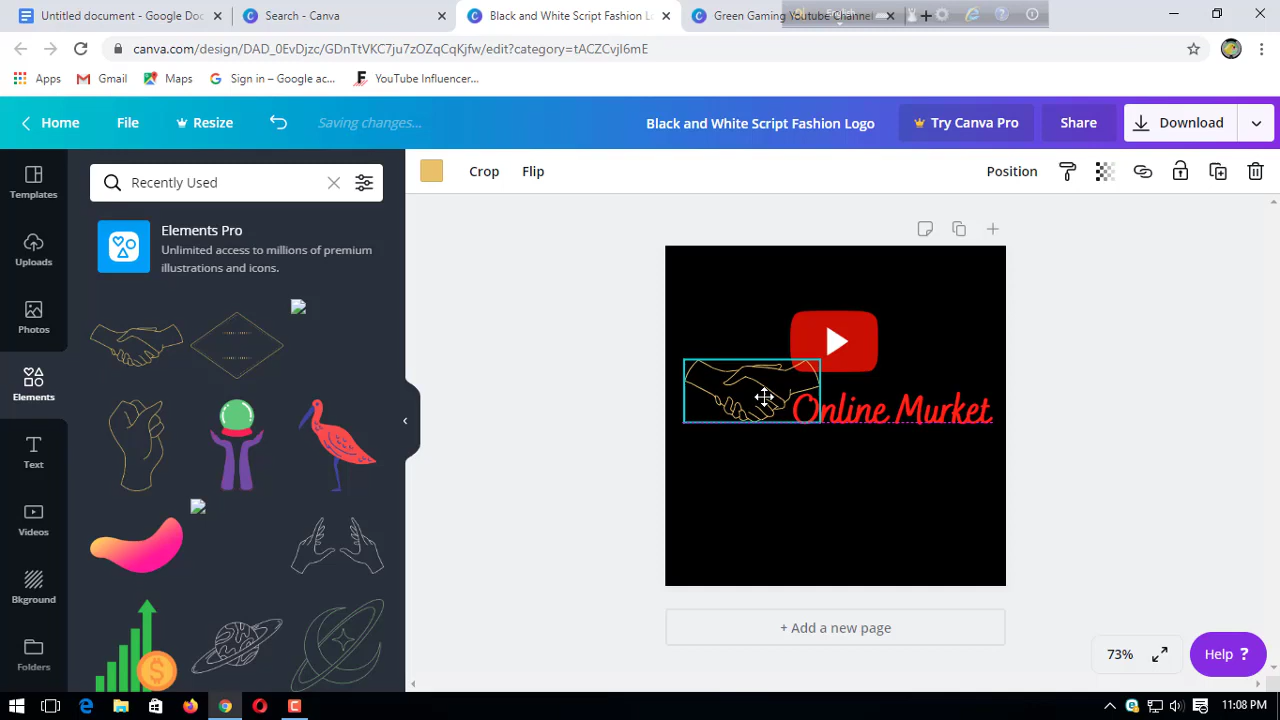 Untitled document - Google Doc
Search - Canva
Black and White Script Fashion L
Green Gaming Youtube Channel
English
canva.com/design/DAD_0EvDjzc/GDnTtVKC7ju7zOZqCqKjfw/edit?category=tACZCvjl6mE
Apps
Gmail
Maps
Sign in – Google ac...
YouTube Influencer...
Home
File
Resize
Saving changes...
Black and White Script Fashion Logo
Try Canva Pro
Share
Download
Templates
Uploads
Photos
Elements
Text
Videos
Bkground
Folders
Recently Used
Elements Pro
Unlimited access to millions of premium
illustrations and icons.
Crop
Flip
Position
Online Murket
+ Add a new page
73%
Help ?
11:08 PM